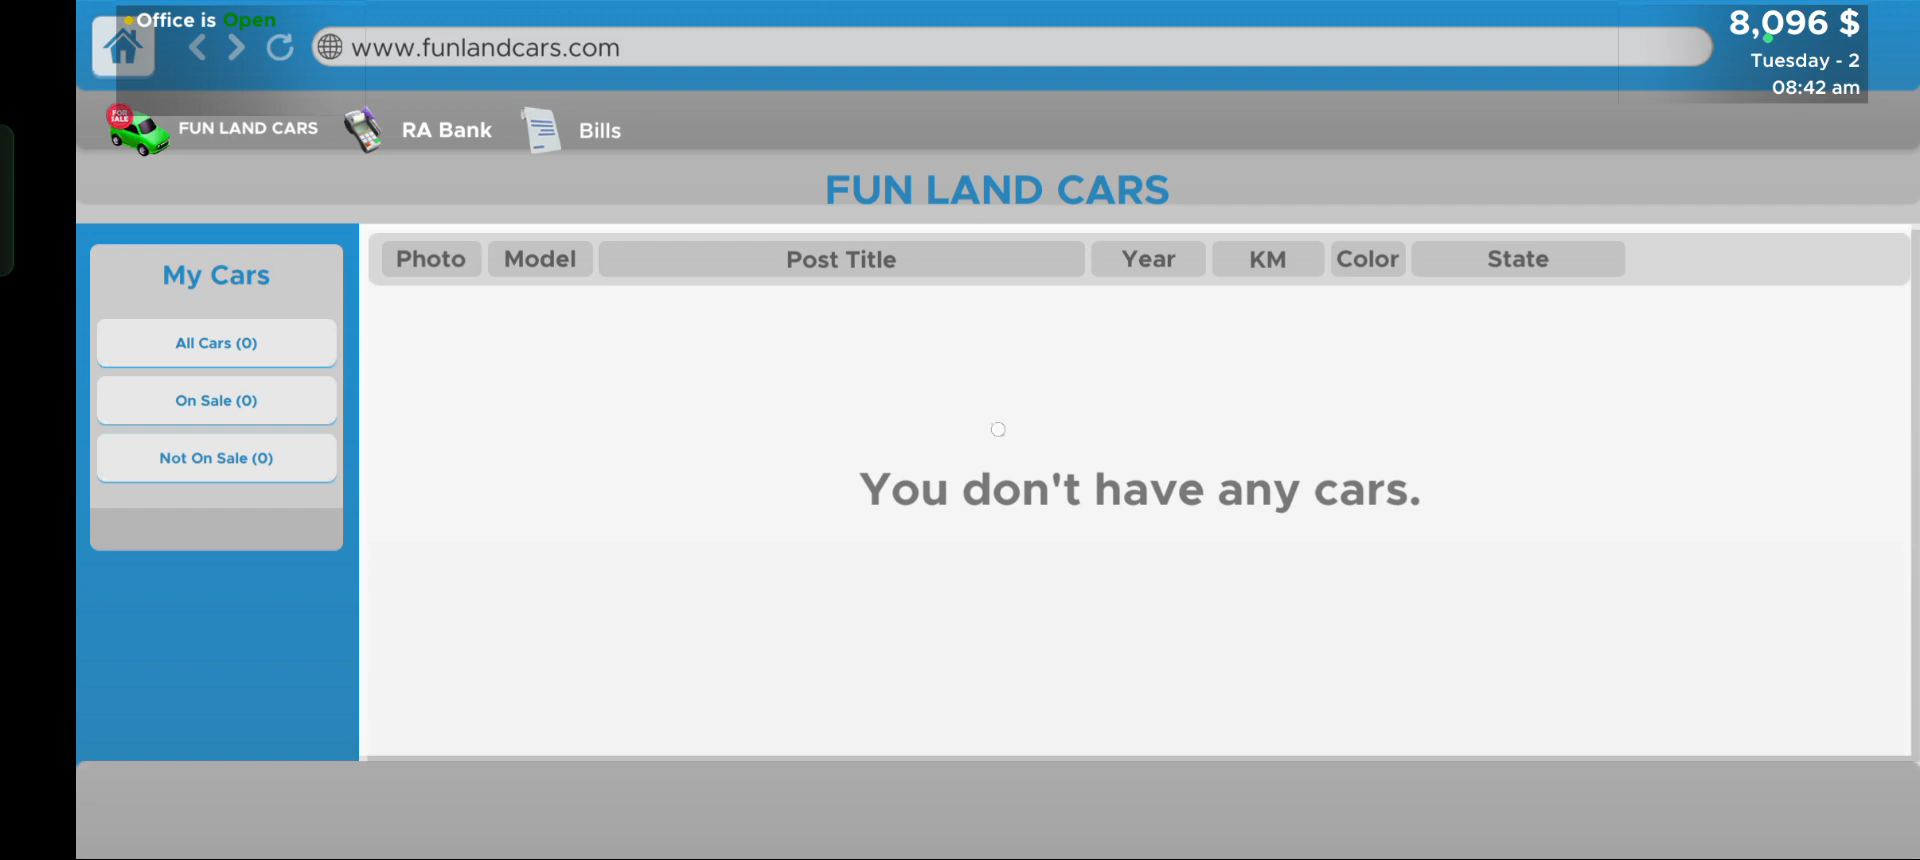 Office is Open
8,096 $
www.funlandcars.com
Tuesday - 2
08:42 am
FOR SALE
FUN LAND CARS
RA Bank
Bills
FUN LAND CARS
My Cars
All Cars (0)
On Sale (0)
Not On Sale (0)
Photo Model Post Title Year KM Color State
You don't have any cars.